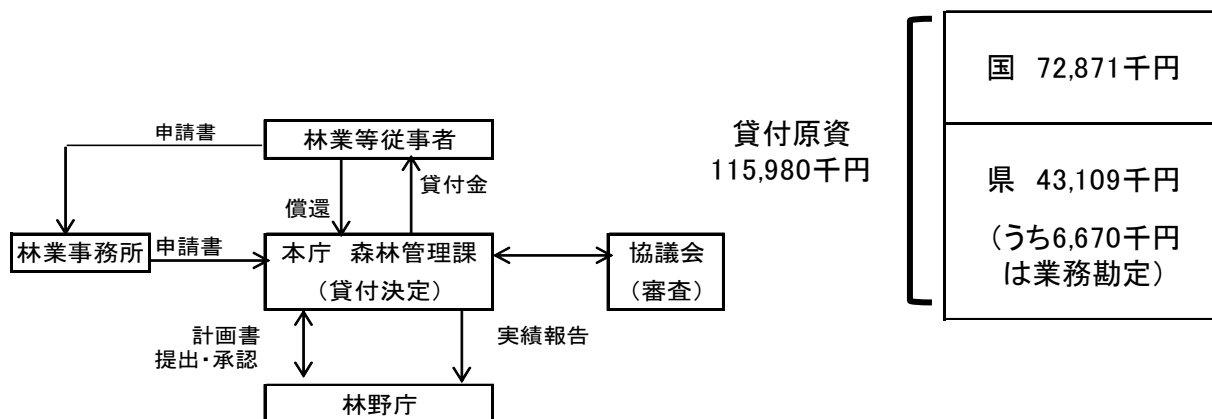 申請書
林業等従事者
償還
貸付金
林業事務所
申請書
本庁 森林管理課
（貸付決定）
協議会
（審査）
計画書
提出・承認
実績報告
林野庁
貸付原資
115,980千円
国 72,871千円
県 43,109千円
（うち6,670千円
は業務勘定）